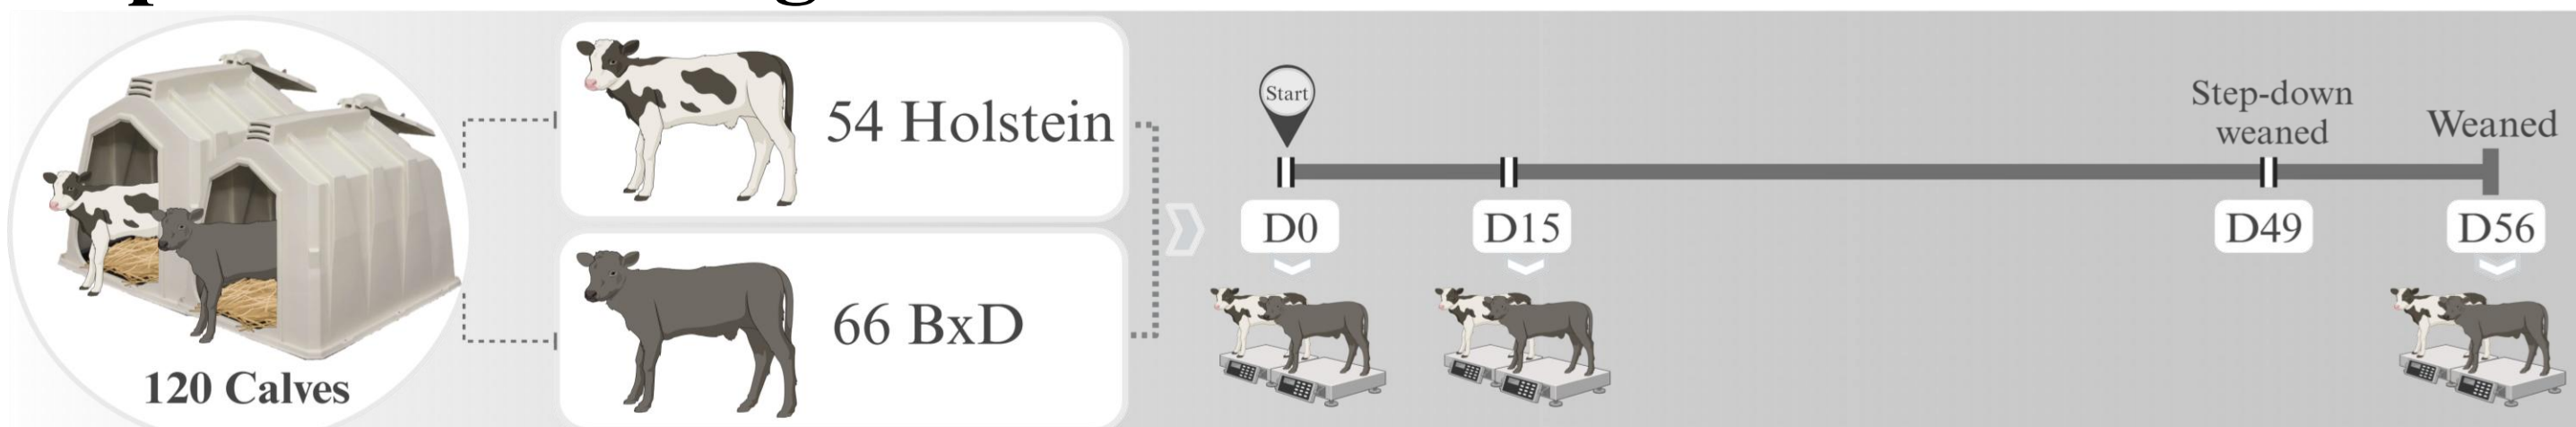 120 Calves
54 Holstein
66 BxD
Start
Step-down
weaned
Weaned
D0
D15
D49
D56